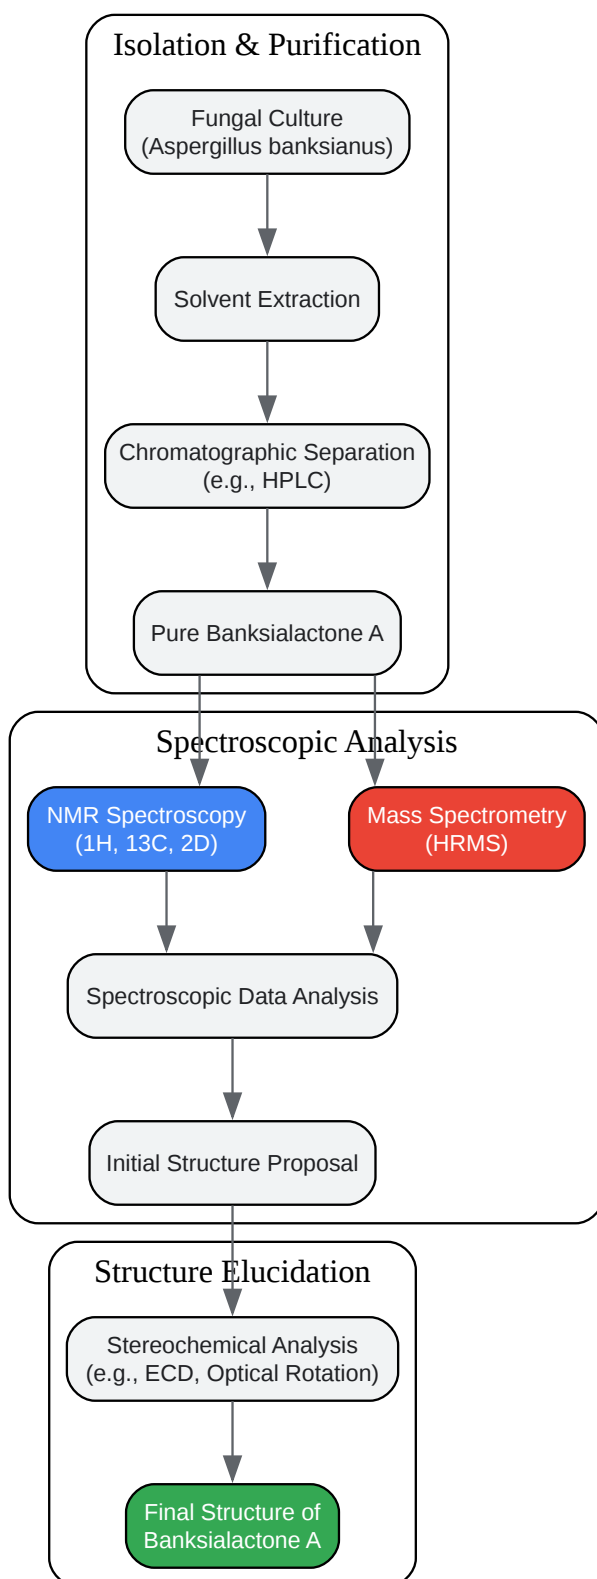 Isolation & Purification
Fungal Culture
(Aspergillus banksianus)
Solvent Extraction
Chromatographic Separation
(e.g., HPLC)
Pure Banksialactone A
Spectroscopic Analysis
NMR Spectroscopy
(1H, 13C, 2D)
Mass Spectrometry
(HRMS)
Spectroscopic Data Analysis
Initial Structure Proposal
Structure Elucidation
Stereochemical Analysis
(e.g., ECD, Optical Rotation)
Final Structure of
Banksialactone A